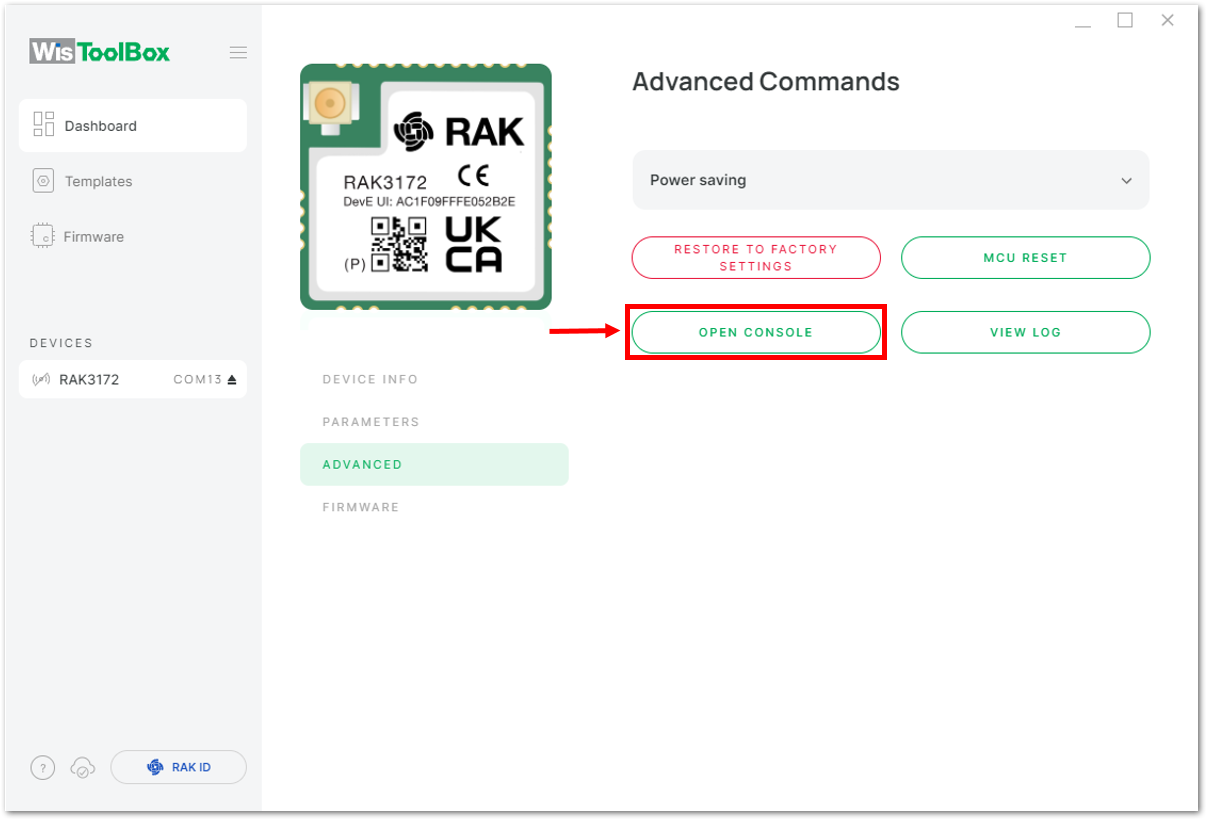 WisToolBox
Dashboard
Templates
Firmware
DEVICES
RAK3172 COM13
? RAK ID
RAK
RAK3172
DevE UI: AC1F09FFFE052B2E
(P)
UK
CA
DEVICE INFO
PARAMETERS
ADVANCED
FIRMWARE
Advanced Commands
Power saving
RESTORE TO FACTORY
SETTINGS
MCU RESET
OPEN CONSOLE
VIEW LOG